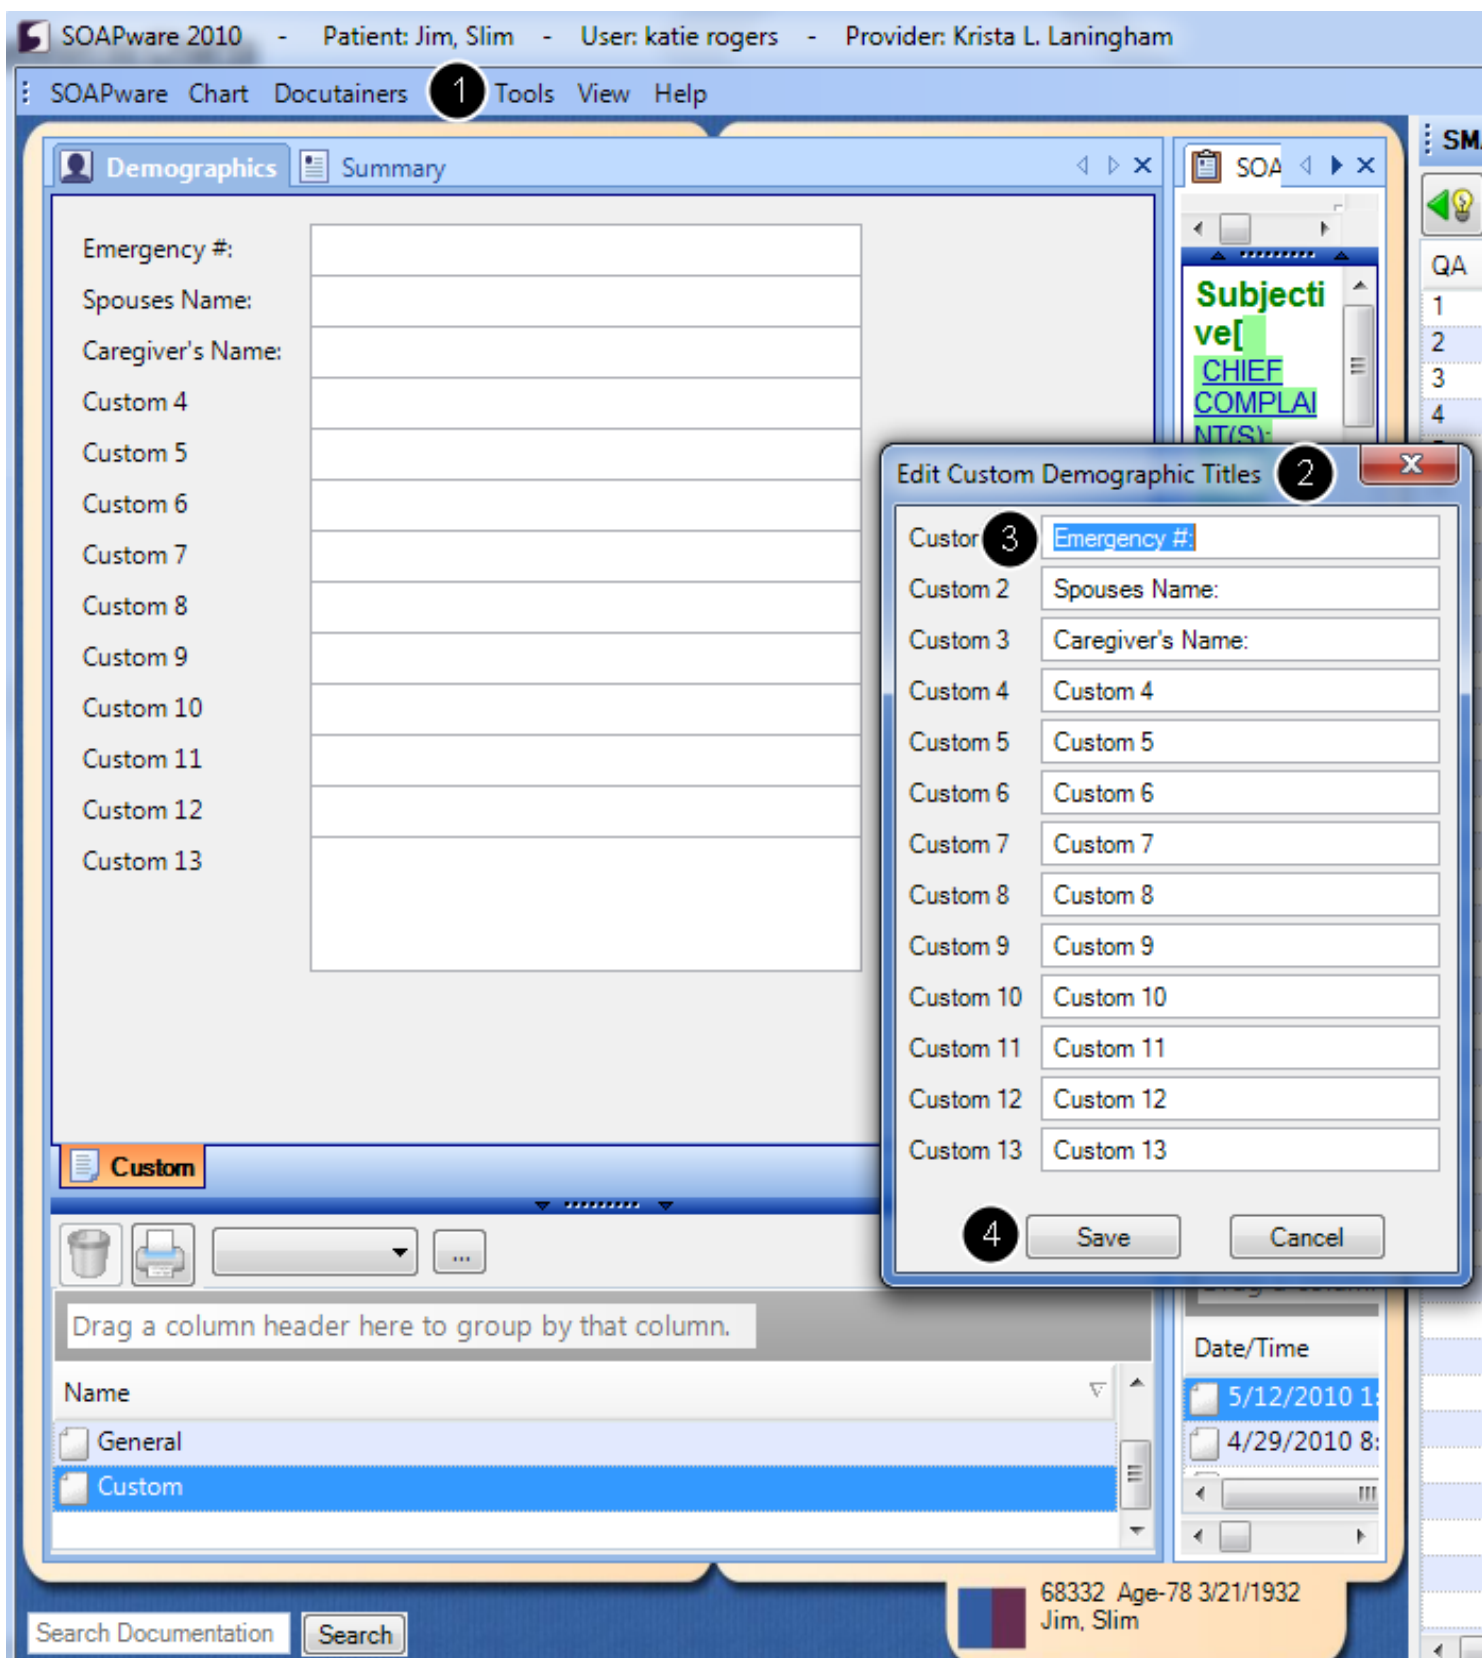 SOAPware 2010 - Patient: Jim, Slim - User: katie rogers - Provider: Krista L. Laningham
SOAPware Chart Docutainers 1 Tools View Help
Demographics Summary
Emergency #:
Spouses Name:
Caregiver's Name:
Custom 4
Custom 5
Custom 6
Custom 7
Custom 8
Custom 9
Custom 10
Custom 11
Custom 12
Custom 13
Custom
...
Drag a column header here to group by that column.
Name
General
Custom
SOA
Subjecti
ve[
CHIEF
COMPLAI
NT(S):
Date/Time
5/12/2010 1:
4/29/2010 8:
SM
QA
1
2
3
4
Edit Custom Demographic Titles 2 X
Custor 3 Emergency #:
Custom 2 Spouses Name:
Custom 3 Caregiver's Name:
Custom 4 Custom 4
Custom 5 Custom 5
Custom 6 Custom 6
Custom 7 Custom 7
Custom 8 Custom 8
Custom 9 Custom 9
Custom 10 Custom 10
Custom 11 Custom 11
Custom 12 Custom 12
Custom 13 Custom 13
4 Save Cancel
68332 Age-78 3/21/1932
Jim, Slim
Search Documentation Search